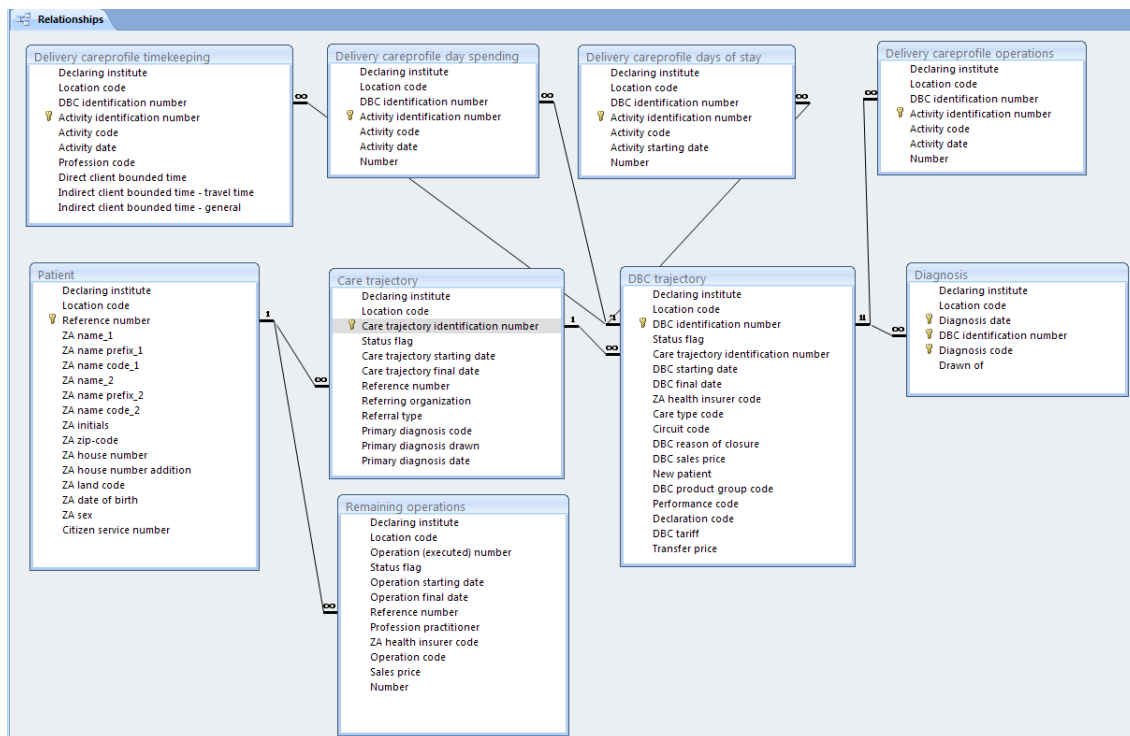 Relationships
Delivery careprofile timekeeping
Declaring institute
Location code
DBC identification number
Activity identification number
Activity code
Activity date
Profession code
Direct client bounded time
Indirect client bounded time - travel time
Indirect client bounded time - general
Delivery careprofile day spending
Declaring institute
Location code
DBC identification number
Activity identification number
Activity code
Activity date
Number
Delivery careprofile days of stay
Declaring institute
Location code
DBC identification number
Activity identification number
Activity code
Activity starting date
Number
Delivery careprofile operations
Declaring institute
Location code
DBC identification number
Activity identification number
Activity code
Activity date
Number
∞
∞
∞
∞
Patient
Declaring institute
Location code
Reference number
ZA name_1
ZA name prefix_1
ZA name code_1
ZA name_2
ZA name prefix_2
ZA name code_2
ZA initials
ZA zip-code
ZA house number
ZA house number addition
ZA land code
ZA date of birth
ZA sex
Citizen service number
1
∞
∞
Care trajectory
Declaring institute
Location code
Care trajectory identification number
Status flag
Care trajectory starting date
Care trajectory final date
Reference number
Referring organization
Referral type
Primary diagnosis code
Primary diagnosis drawn
Primary diagnosis date
1
∞
DBC trajectory
Declaring institute
Location code
DBC identification number
Status flag
Care trajectory identification number
DBC starting date
DBC final date
ZA health insurer code
Care type code
Circuit code
DBC reason of closure
DBC sales price
New patient
DBC product group code
Performance code
Declaration code
DBC tariff
Transfer price
1
1
∞
Diagnosis
Declaring institute
Location code
Diagnosis date
DBC identification number
Diagnosis code
Drawn of
Remaining operations
Declaring institute
Location code
Operation (executed) number
Status flag
Operation starting date
Operation final date
Reference number
Profession practitioner
ZA health insurer code
Operation code
Sales price
Number